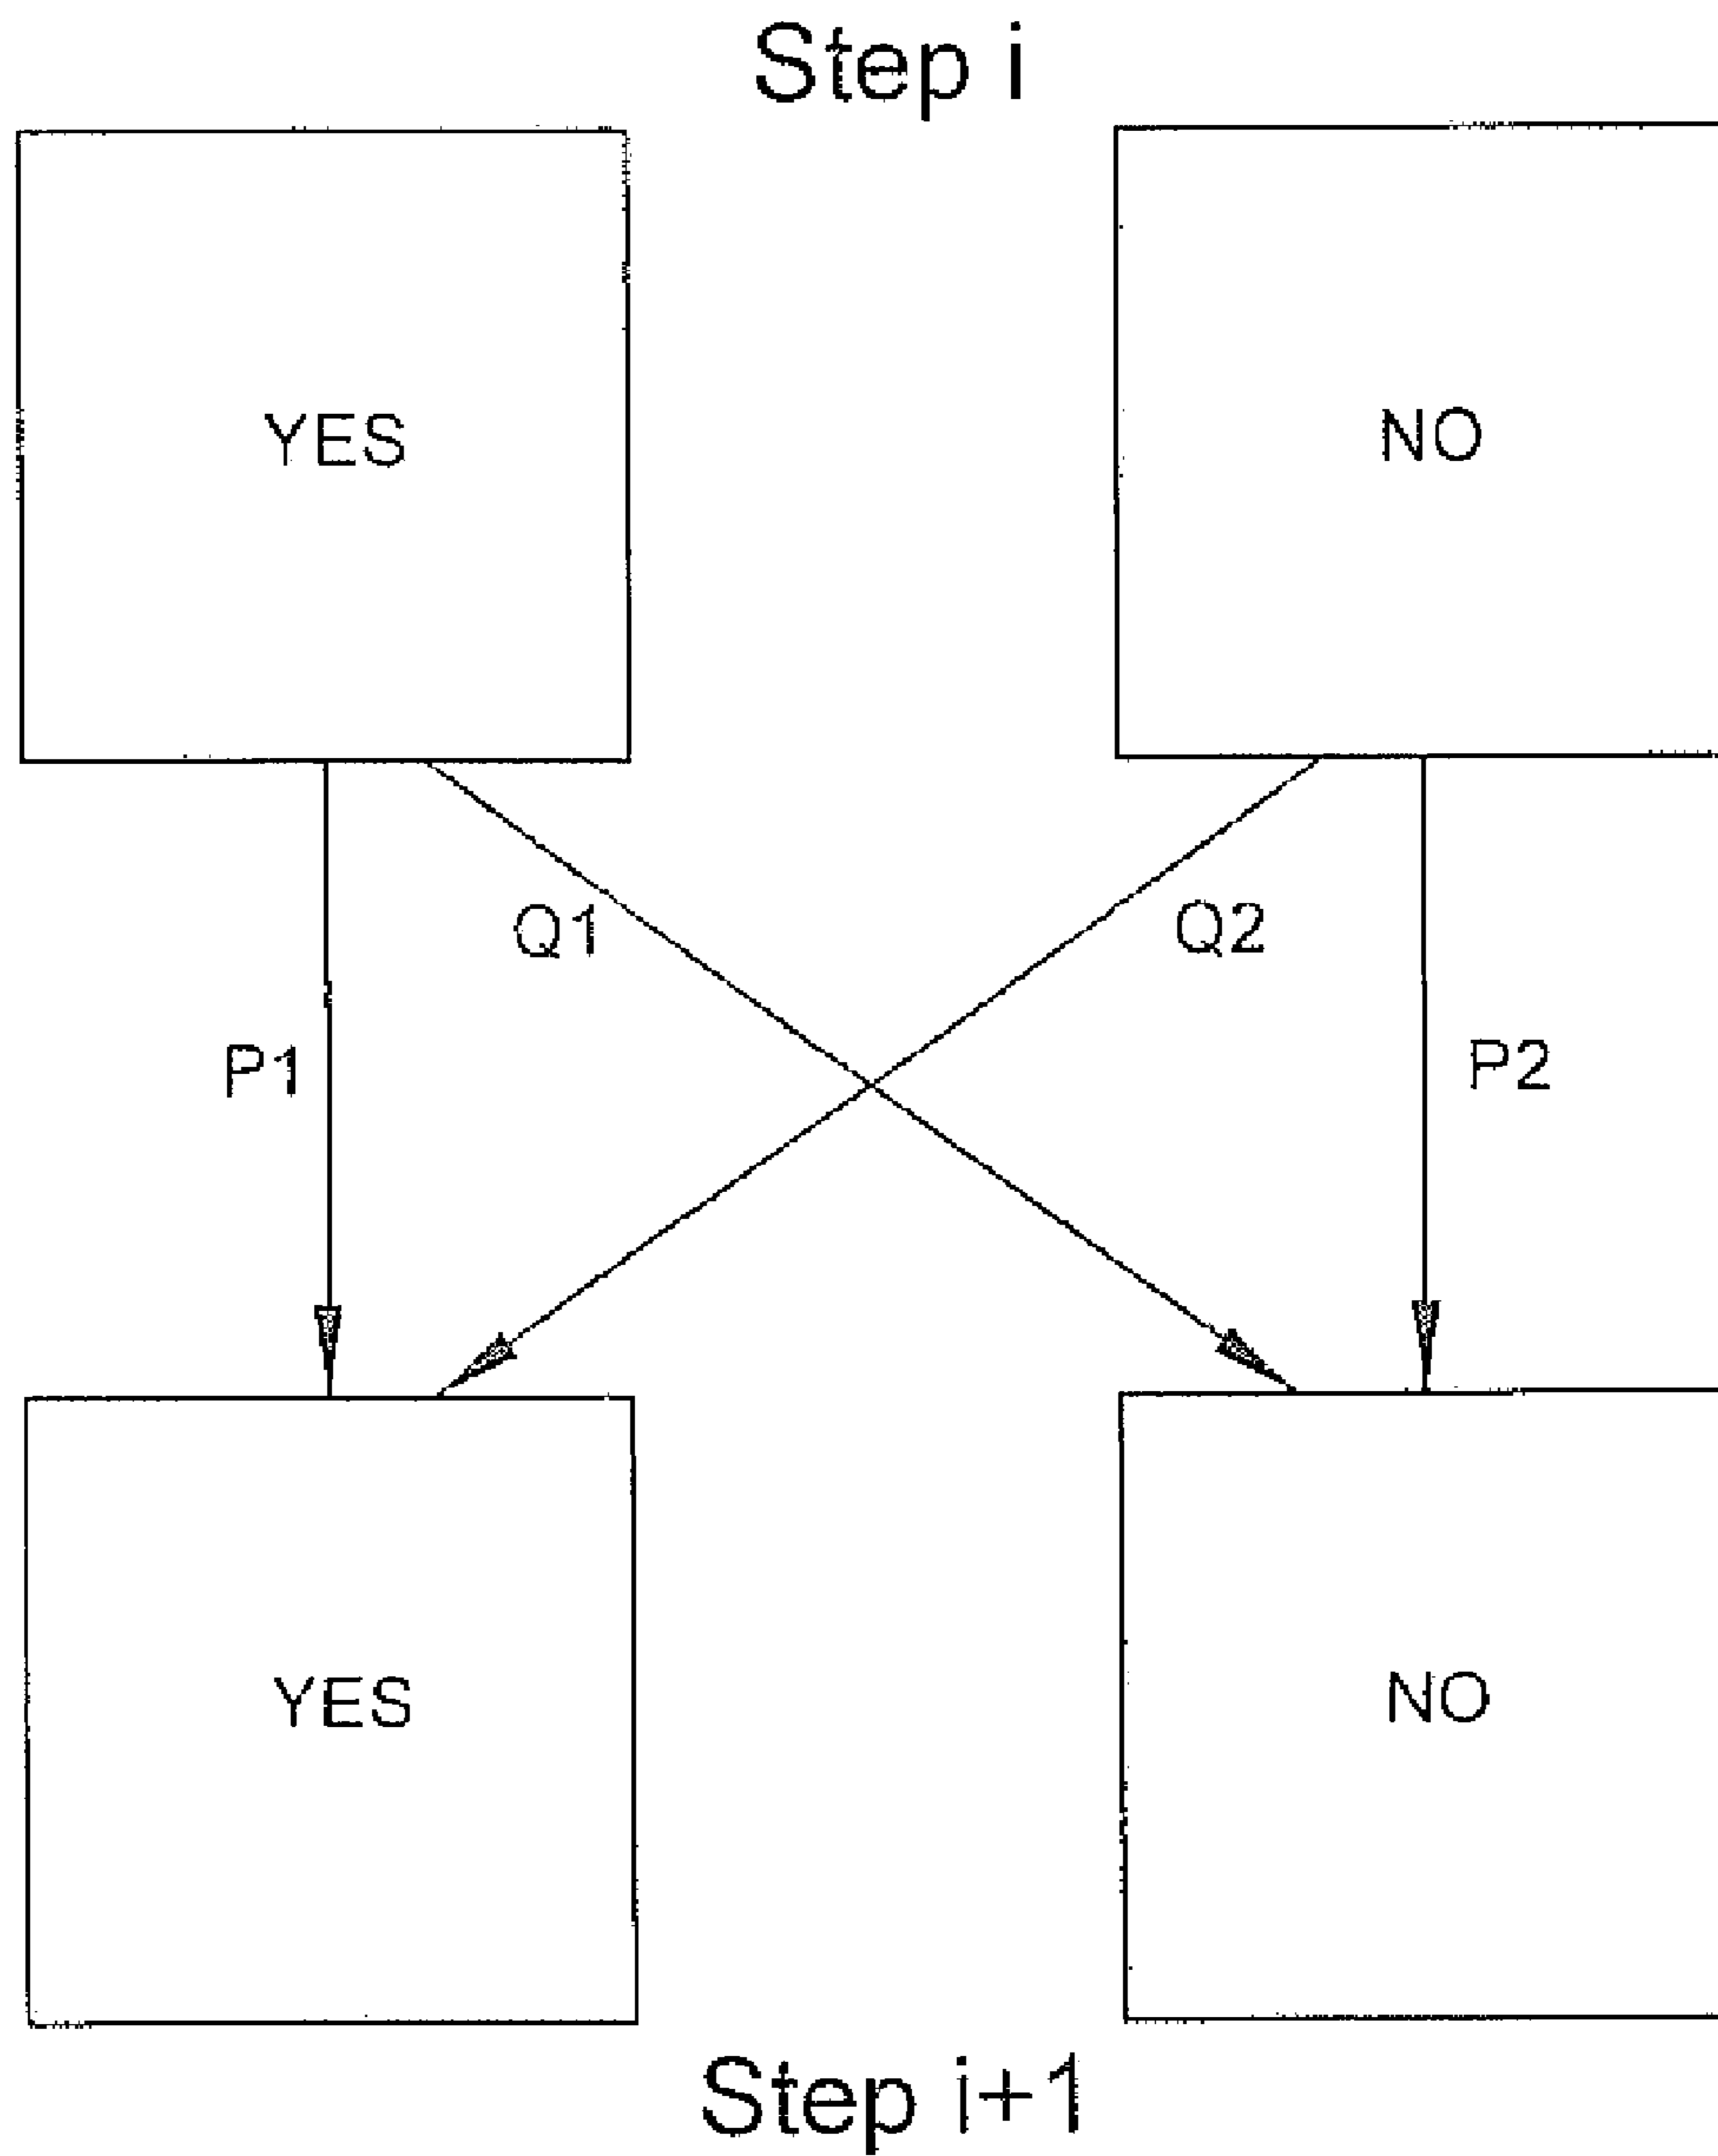 Step i
YES NO
Q1 Q2
P1 P2
YES NO
Step i+1